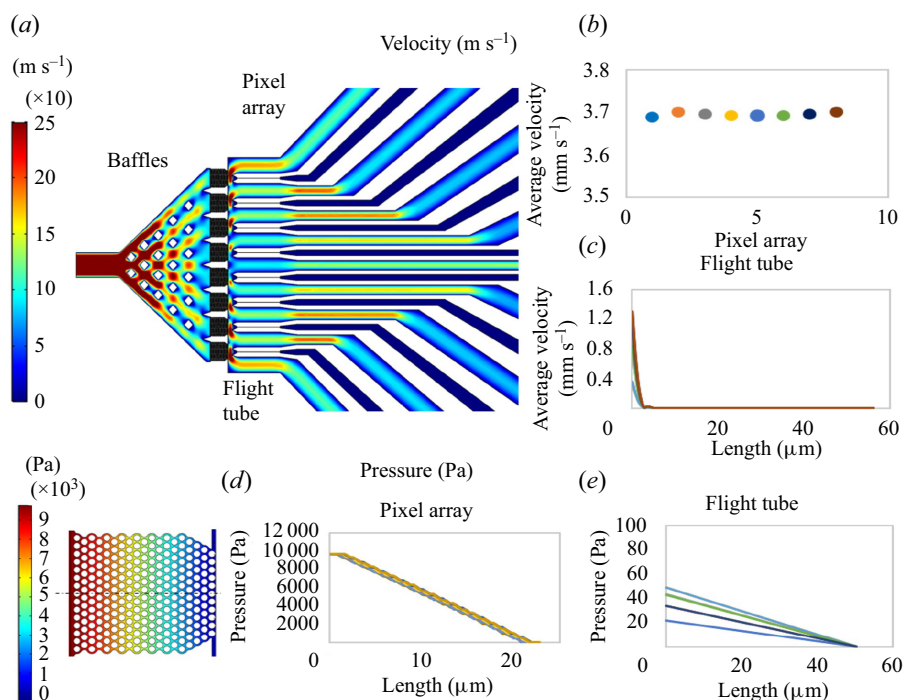 (a)
Velocity (m s⁻¹)
(m s⁻¹)
(×10)
25
20
15
10
5
0
Baffles
Pixel
array
Flight
tube
(b)
Average velocity
(mm s⁻¹)
3.8
3.7
3.6
3.5
0
5
10
Pixel array
(c)
Flight tube
Average velocity
(mm s⁻¹)
1.6
1.2
0.8
0.4
0
20
40
60
Length (μm)
Pressure (Pa)
(Pa)
(×10³)
9
8
7
6
5
4
3
2
1
0
(d)
Pixel array
Pressure (Pa)
12 000
10 000
8000
6000
4000
2000
0
10
20
Length (μm)
(e)
Flight tube
Pressure (Pa)
100
80
60
40
20
0
20
40
60
Length (μm)